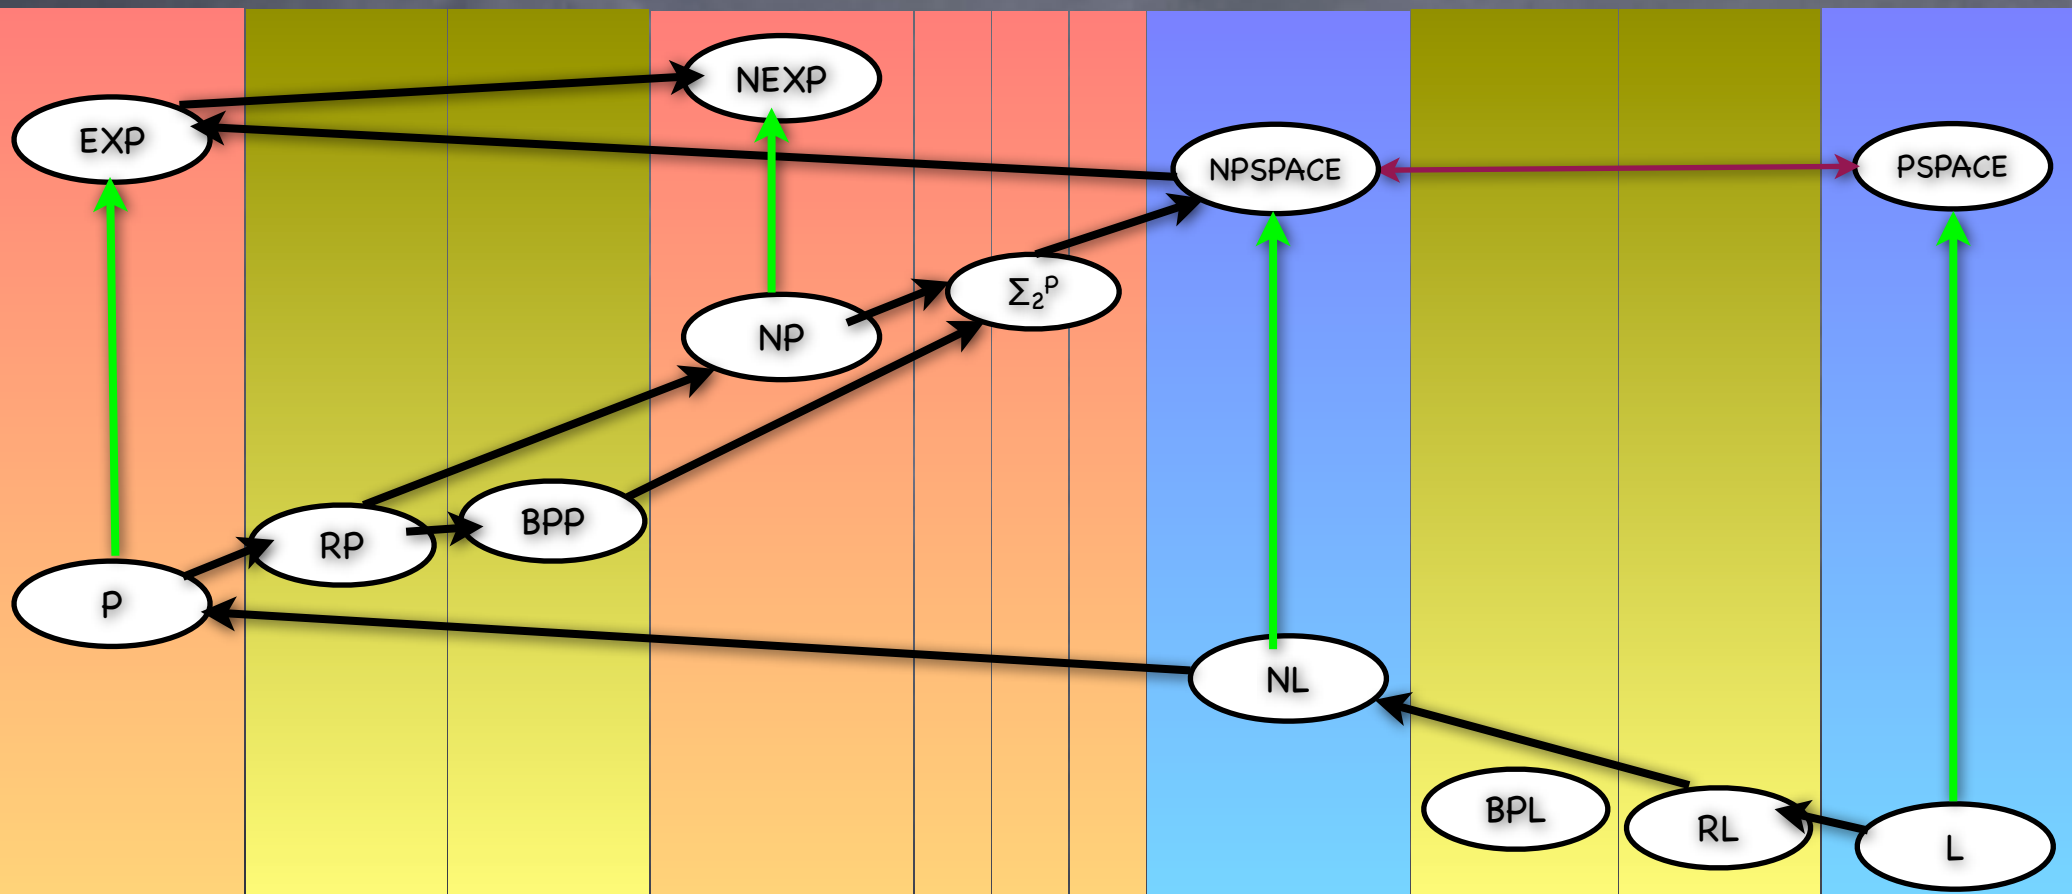 NEXP
EXP
NPSPACE
PSPACE
Σ₂ᴾ
NP
BPP
RP
P
NL
BPL
RL
L